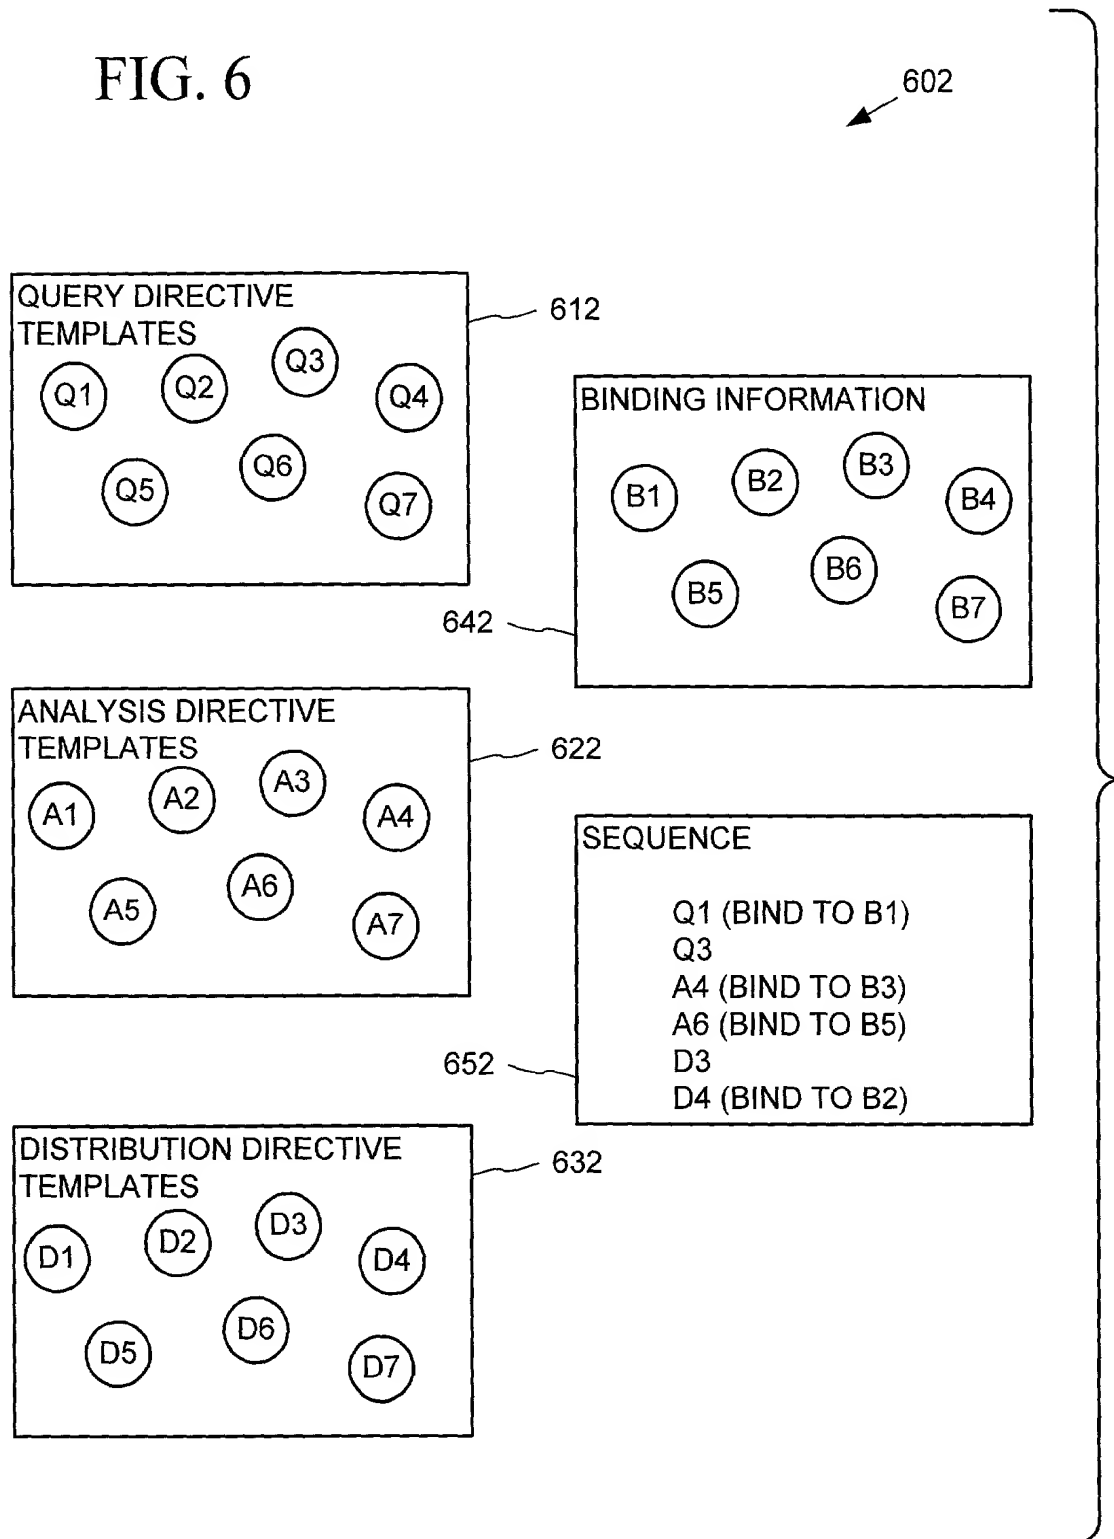 FIG. 6
602
QUERY DIRECTIVE
TEMPLATES
Q1
Q2
Q3
Q4
Q5
Q6
Q7
612
BINDING INFORMATION
B1
B2
B3
B4
B5
B6
B7
642
ANALYSIS DIRECTIVE
TEMPLATES
A1
A2
A3
A4
A5
A6
A7
622
SEQUENCE
Q1 (BIND TO B1)
Q3
A4 (BIND TO B3)
A6 (BIND TO B5)
D3
D4 (BIND TO B2)
652
DISTRIBUTION DIRECTIVE
TEMPLATES
D1
D2
D3
D4
D5
D6
D7
632